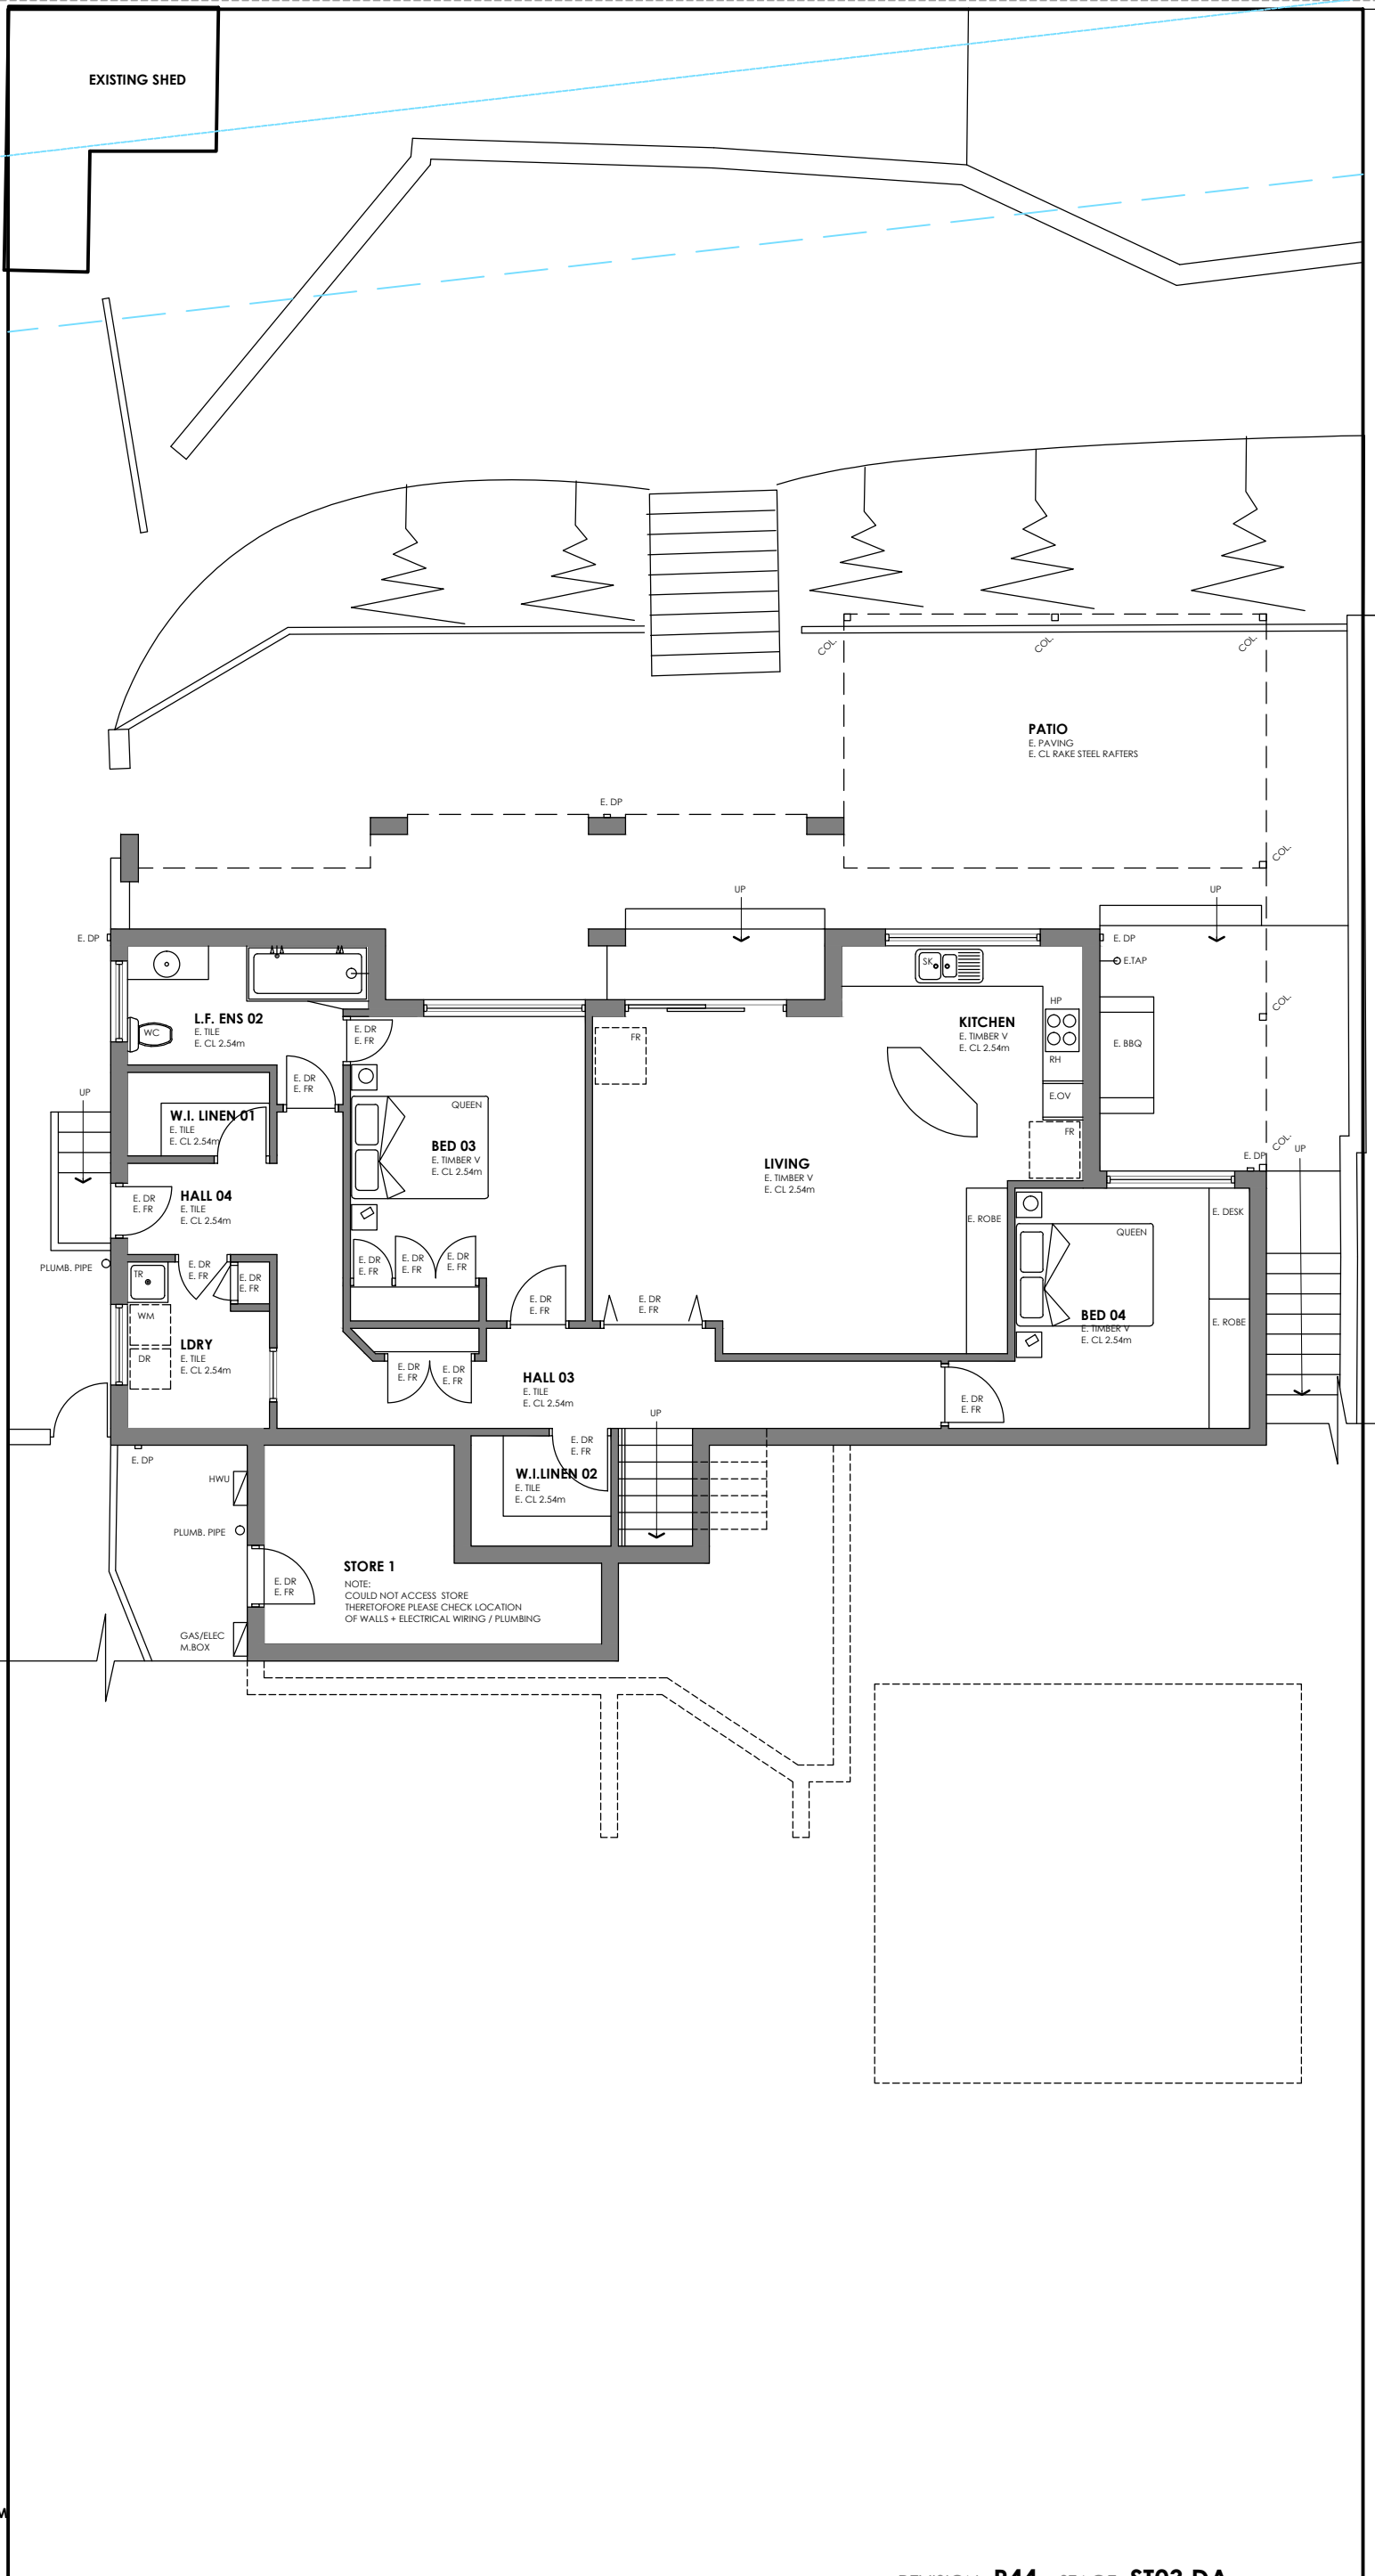 EXISTING SHED
COL.
COL.
COL.
PATIO
E. PAVING
E. CL RAKE STEEL RAFTERS
E. DP
COL.
UP
UP
E. DP
E. DP
E.TAP
SK
L.F. ENS 02
E. TILE
E. CL 2.54m
WC
E. DR
E. FR
FR
KITCHEN
E. TIMBER V
E. CL 2.54m
HP
RH
E. BBQ
COL.
E. DR
E. FR
E.OV
UP
W.I. LINEN 01
E. TILE
E. CL 2.54m
QUEEN
BED 03
E. TIMBER V
E. CL 2.54m
FR
COL.
E. DP
UP
LIVING
E. TIMBER V
E. CL 2.54m
HALL 04
E. TILE
E. CL 2.54m
E. DR
E. FR
E. ROBE
E. DESK
QUEEN
PLUMB. PIPE
TR
E. DR
E. FR
E. DR
E. FR
E. DR
E. FR
E. DR
E. FR
E. DR
E. FR
WM
E. DR
E. FR
E. DR
E. FR
BED 04
E. TIMBER V
E. CL 2.54m
E. ROBE
LDRY
E. TILE
E. CL 2.54m
DR
E. DR
E. FR
E. DR
E. FR
HALL 03
E. TILE
E. CL 2.54m
E. DR
E. FR
UP
E. DP
E. DR
E. FR
HWU
W.I.LINEN 02
E. TILE
E. CL 2.54m
PLUMB. PIPE
STORE 1
NOTE:
COULD NOT ACCESS STORE
THERETOFORE PLEASE CHECK LOCATION
OF WALLS + ELECTRICAL WIRING / PLUMBING
E. DR
E. FR
GAS/ELEC
M.BOX